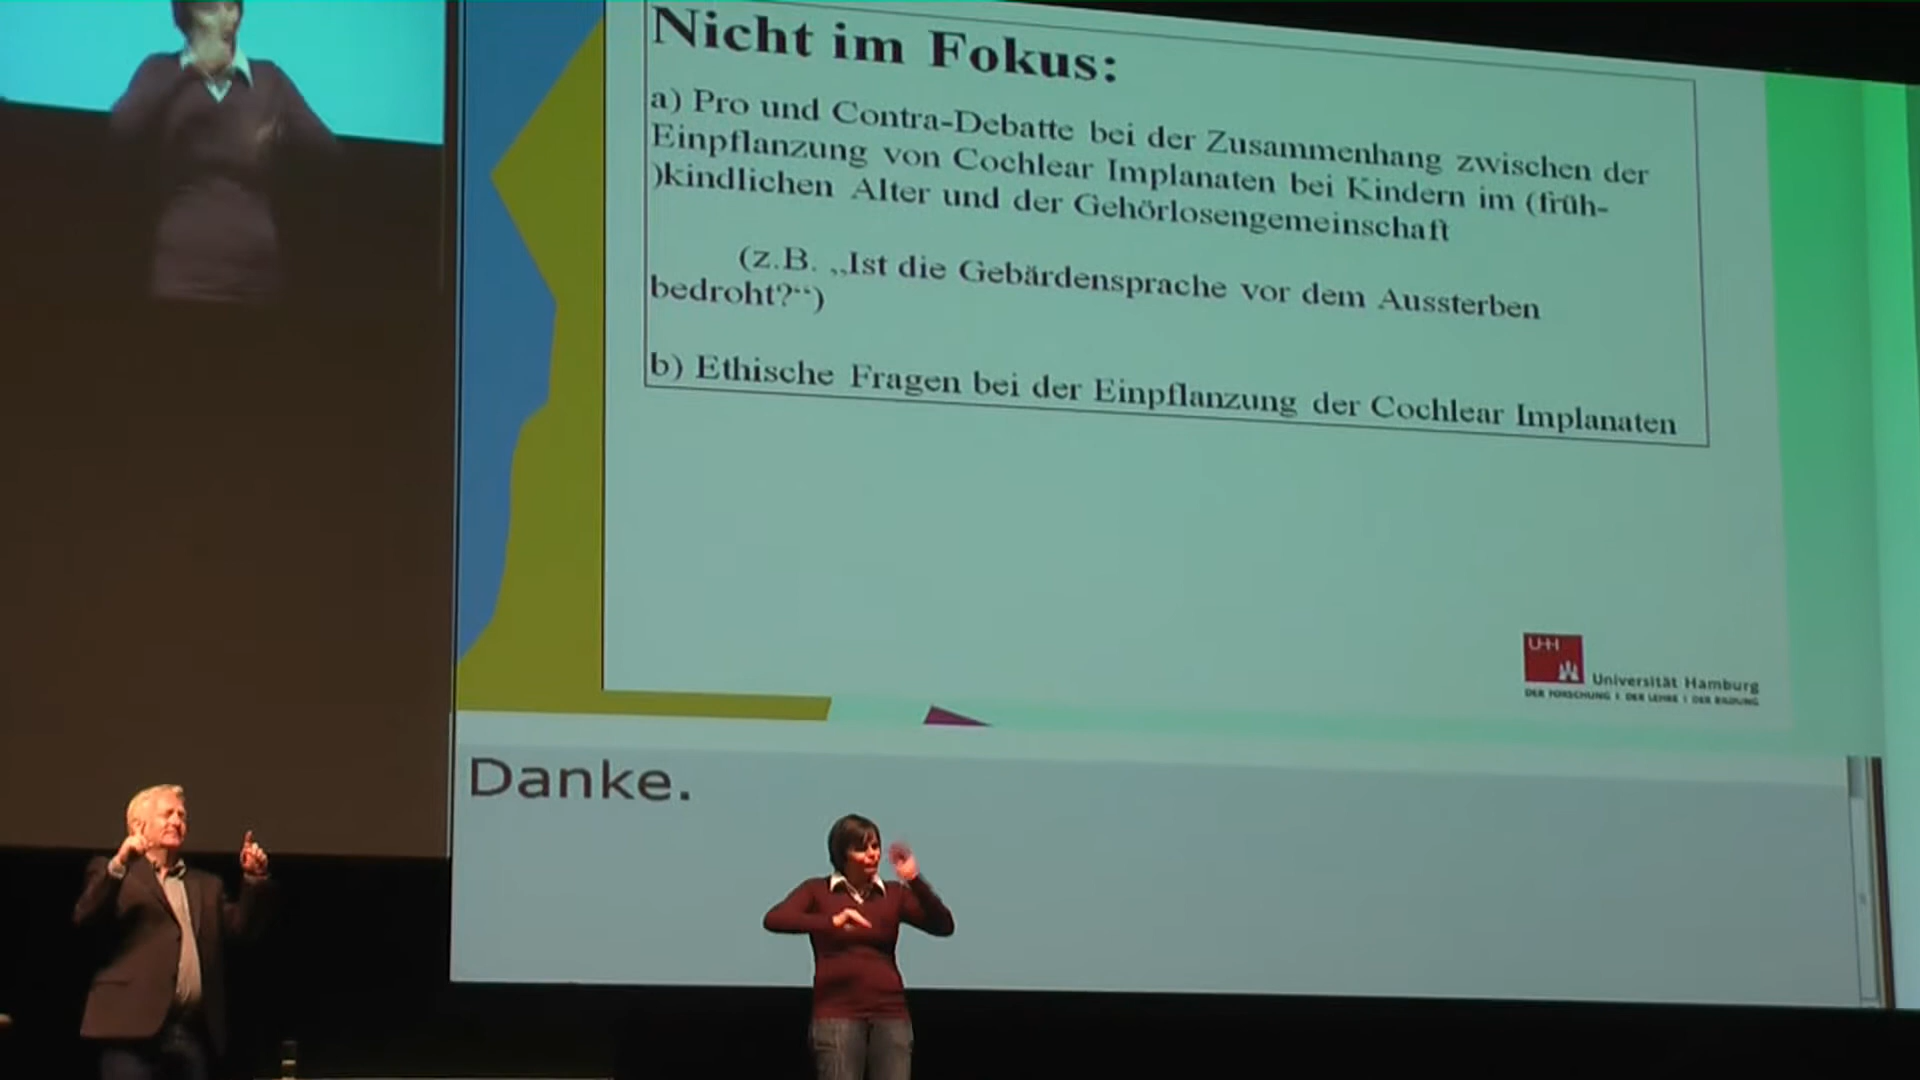 Nicht im Fokus:
a) Pro und Contra-Debatte bei der Zusammenhang zwischen der
Einpflanzung von Cochlear Implanaten bei Kindern im (früh-
)kindlichen Alter und der Gehörlosengemeinschaft
(z.B. „Ist die Gebärdensprache vor dem Aussterben
bedroht?“)
b) Ethische Fragen bei der Einpflanzung der Cochlear Implanaten
UHH
Universität Hamburg
DER FORSCHUNG | DER LEHRE | DER BILDUNG
Danke.